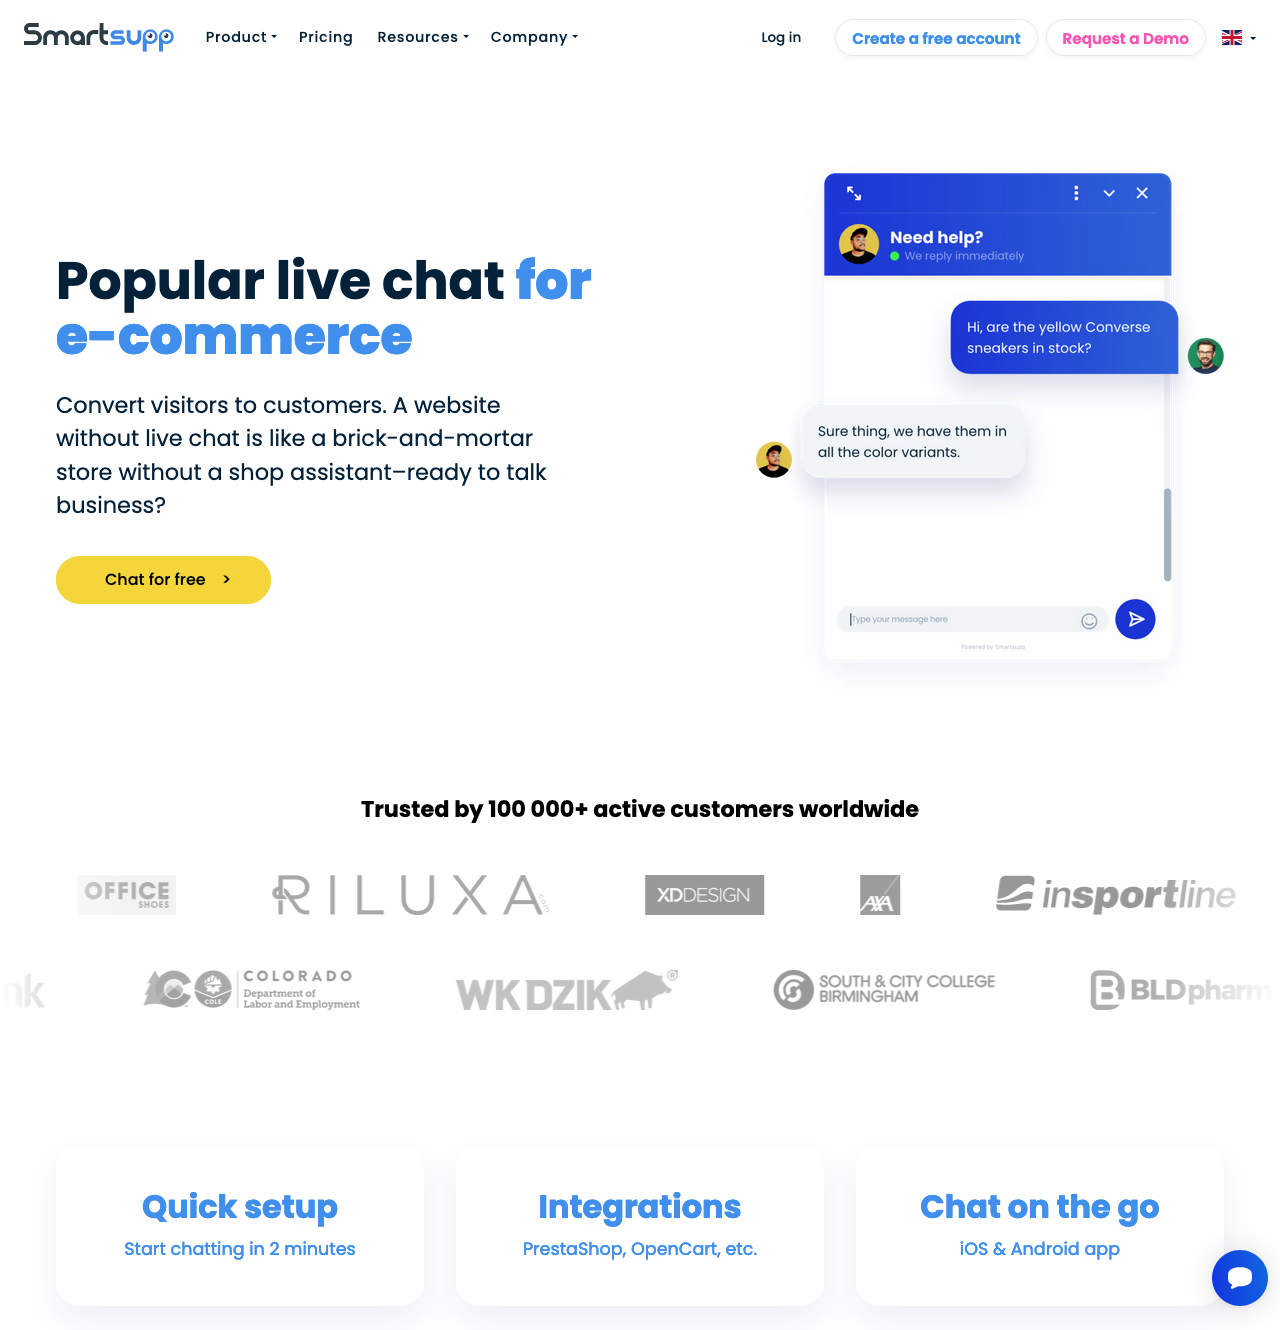 Smartsupp
Product
Pricing
Resources
Company
Log in
Create a free account
Request a Demo
Popular live chat for
e-commerce
Convert visitors to customers. A website
without live chat is like a brick-and-mortar
store without a shop assistant–ready to talk
business?
Chat for free >
Need help?
We reply immediately
Hi, are the yellow Converse
sneakers in stock?
Sure thing, we have them in
all the color variants.
Type your message here
Powered by Smartsupp
Trusted by 100 000+ active customers worldwide
OFFICE
SHOES
RILUXA.com
XDDESIGN
AXA
insportline
nk
CDLE
COLORADO
Department of
Labor and Employment
WK DZIK®
SOUTH & CITY COLLEGE
BIRMINGHAM
BLDpharm
Quick setup
Start chatting in 2 minutes
Integrations
PrestaShop, OpenCart, etc.
Chat on the go
iOS & Android app